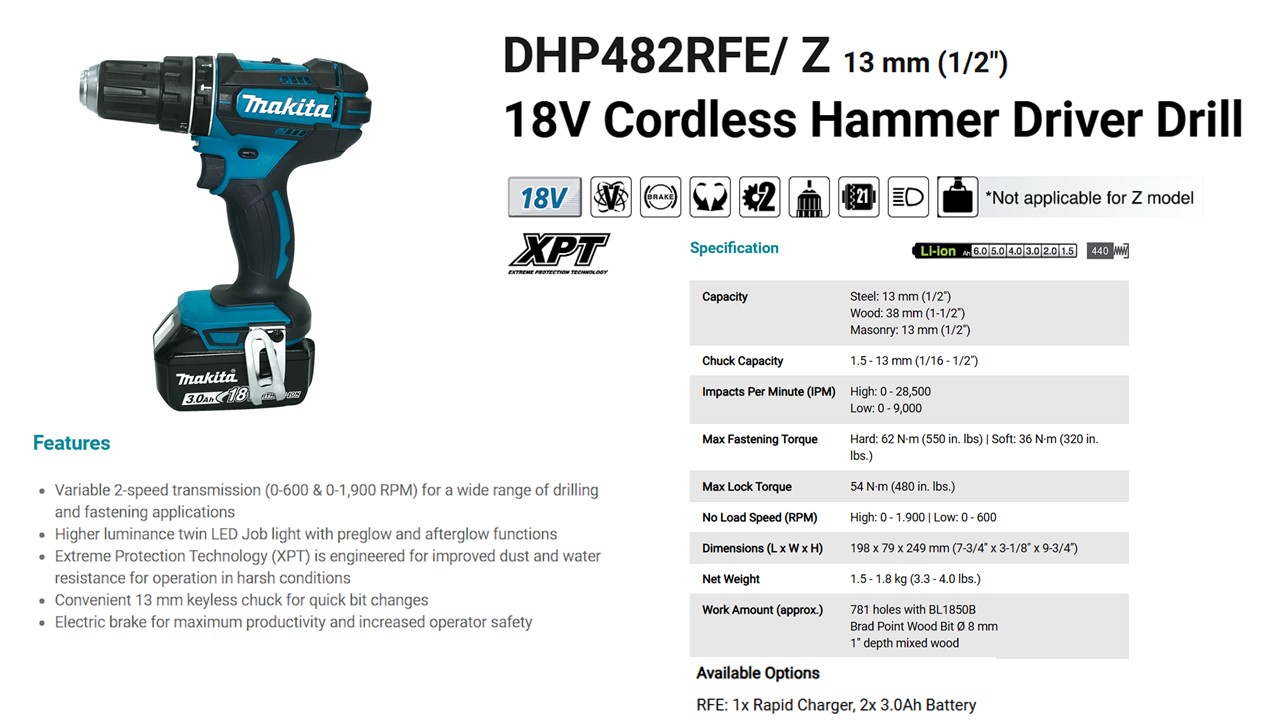 DHP482RFE/ Z 13 mm (1/2")
18V Cordless Hammer Driver Drill
Makita
18V
V
BRAKE
2
21
*Not applicable for Z model
XPT
EXTREME PROTECTION TECHNOLOGY
Makita
3.0Ah 18
Specification
Li-ion Ah 6.0 5.0 4.0 3.0 2.0 1.5
440
Capacity
Steel: 13 mm (1/2")
Wood: 38 mm (1-1/2")
Masonry: 13 mm (1/2")
Chuck Capacity
1.5 - 13 mm (1/16 - 1/2")
Impacts Per Minute (IPM)
High: 0 - 28,500
Low: 0 - 9,000
Max Fastening Torque
Hard: 62 N·m (550 in. lbs) | Soft: 36 N·m (320 in.
lbs.)
Max Lock Torque
54 N·m (480 in. lbs.)
No Load Speed (RPM)
High: 0 - 1.900 | Low: 0 - 600
Dimensions (L x W x H)
198 x 79 x 249 mm (7-3/4" x 3-1/8" x 9-3/4")
Net Weight
1.5 - 1.8 kg (3.3 - 4.0 lbs.)
Work Amount (approx.)
781 holes with BL1850B
Brad Point Wood Bit Ø 8 mm
1" depth mixed wood
Available Options
RFE: 1x Rapid Charger, 2x 3.0Ah Battery
Features
Variable 2-speed transmission (0-600 & 0-1,900 RPM) for a wide range of drilling
and fastening applications
Higher luminance twin LED Job light with preglow and afterglow functions
Extreme Protection Technology (XPT) is engineered for improved dust and water
resistance for operation in harsh conditions
Convenient 13 mm keyless chuck for quick bit changes
Electric brake for maximum productivity and increased operator safety